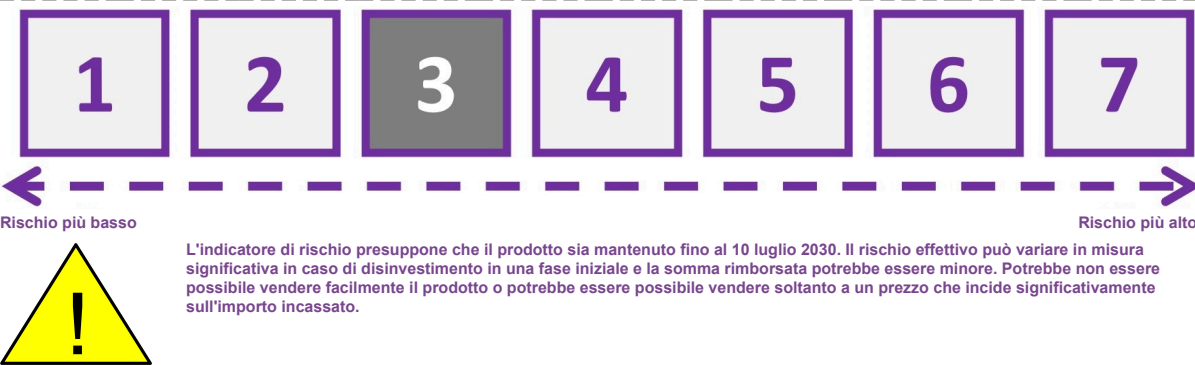 1 2 3 4 5 6 7
Rischio più basso Rischio più alto
L'indicatore di rischio presuppone che il prodotto sia mantenuto fino al 10 luglio 2030. Il rischio effettivo può variare in misura
significativa in caso di disinvestimento in una fase iniziale e la somma rimborsata potrebbe essere minore. Potrebbe non essere
possibile vendere facilmente il prodotto o potrebbe essere possibile vendere soltanto a un prezzo che incide significativamente
sull'importo incassato.
!